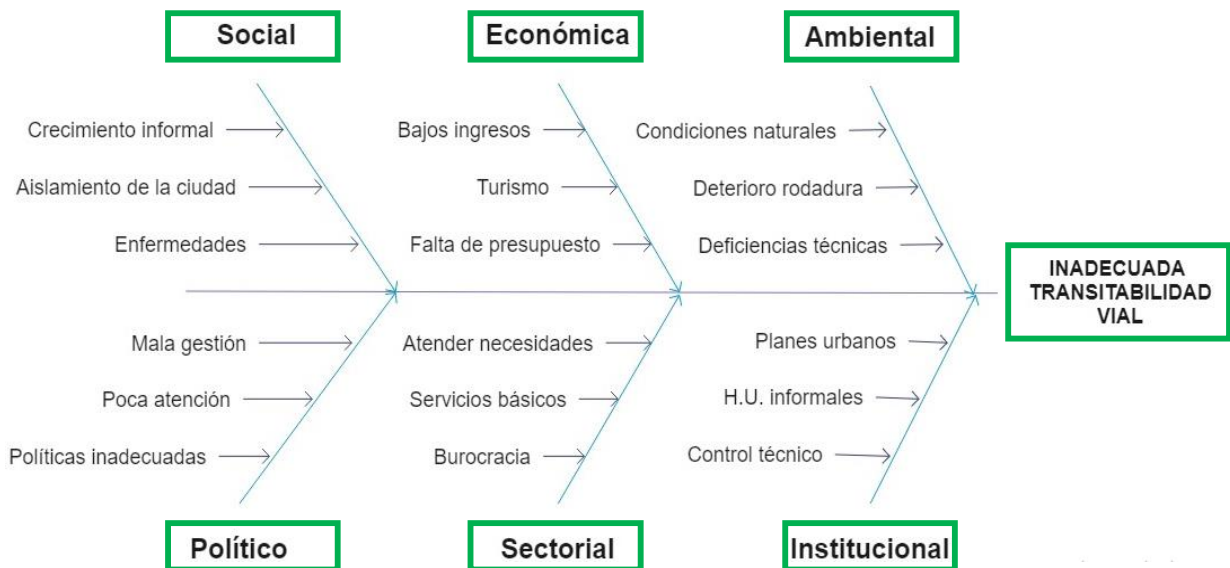 Social
Económica
Ambiental
Crecimiento informal
Bajos ingresos
Condiciones naturales
Aislamiento de la ciudad
Turismo
Deterioro rodadura
Enfermedades
Falta de presupuesto
Deficiencias técnicas
INADECUADA
TRANSITABILIDAD
VIAL
Mala gestión
Atender necesidades
Planes urbanos
Poca atención
Servicios básicos
H.U. informales
Políticas inadecuadas
Burocracia
Control técnico
Político
Sectorial
Institucional